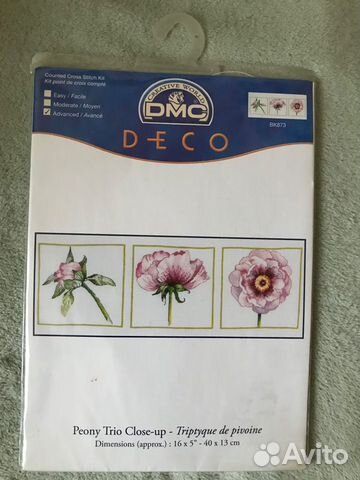 Counted Cross Stitch Kit
Kit point de croix compté
Easy / Facile
Moderate / Moyen
Advanced / Avancé
CREATIVE WORLD
DMC
BK873
DECO
Peony Trio Close-up - Triptyque de pivoine
Dimensions (approx.) : 16 x 5" - 40 x 13 cm
Avito